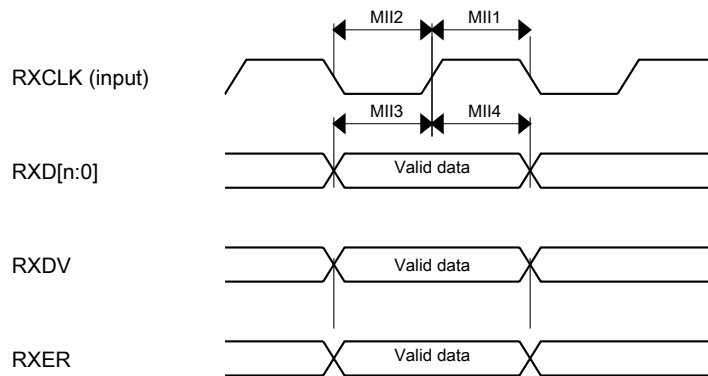 MII2 MII1
RXCLK (input)
MII3 MII4
RXD[n:0] Valid data
RXDV Valid data
RXER Valid data